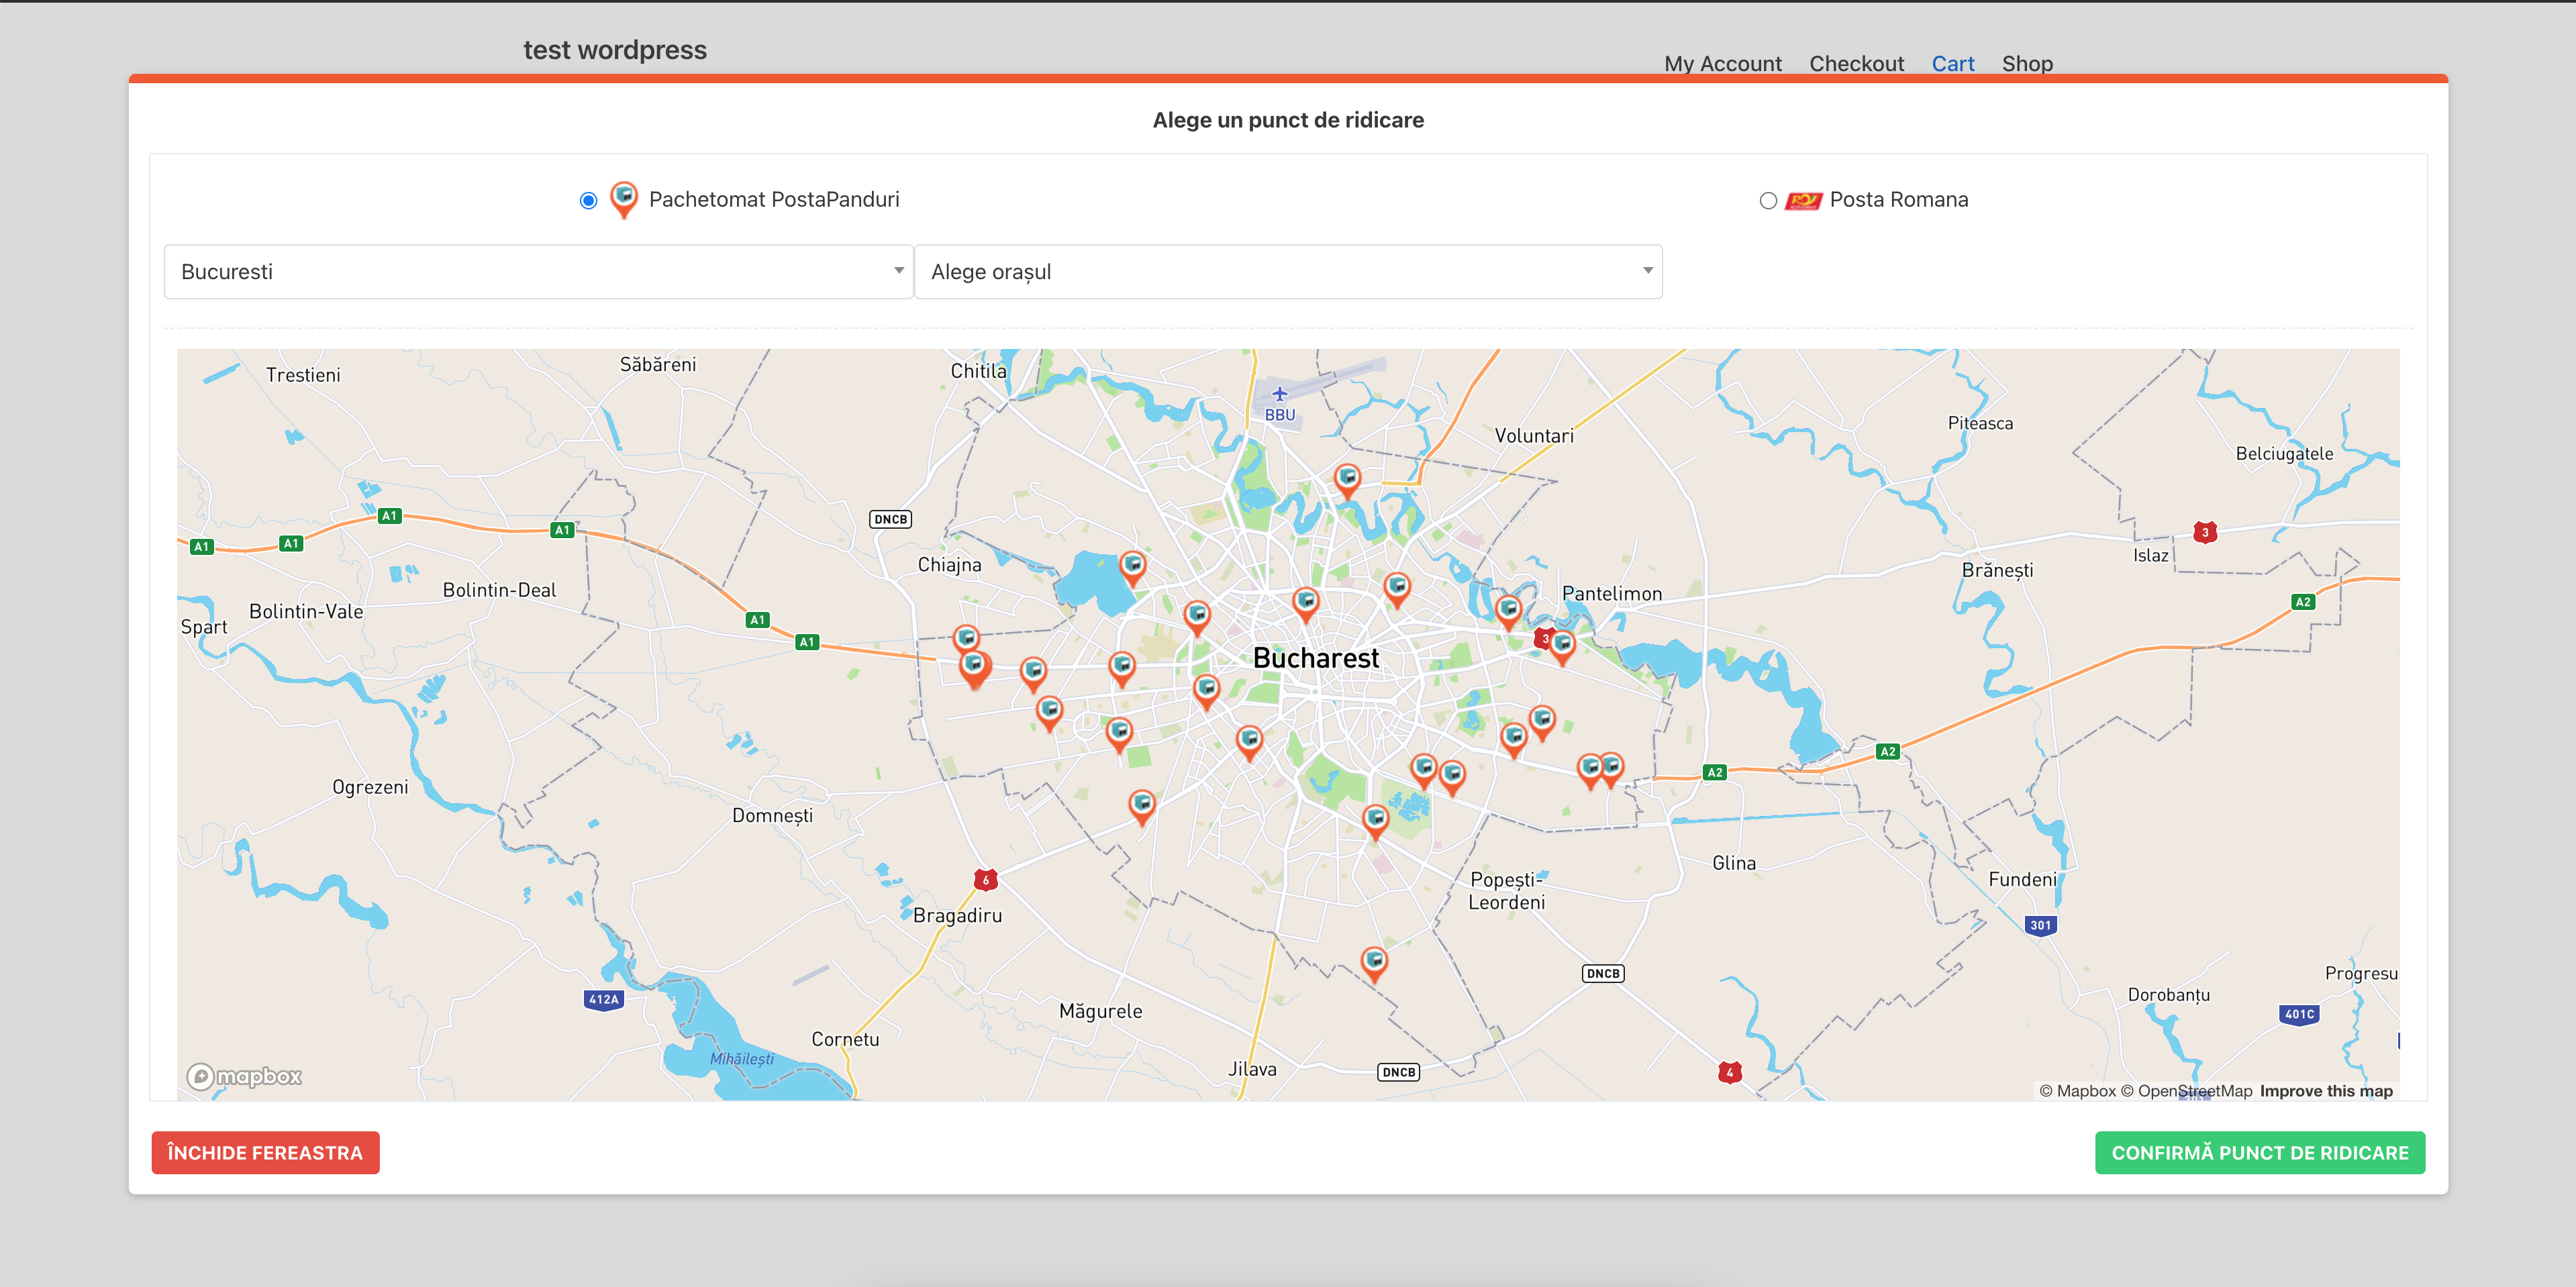 test wordpress
My Account Checkout Cart Shop
Alege un punct de ridicare
Pachetomat PostaPanduri
Posta Romana
Bucuresti
Alege orașul
Trestieni
Săbăreni
Chitila
BBU
Voluntari
Piteasca
Belciugatele
A1
A1
A1
A1
DNCB
3
Islaz
Chiajna
Brănești
Bolintin-Deal
Pantelimon
Bolintin-Vale
A2
Spart
A1
A1
3
Bucharest
A2
A2
Ogrezeni
Domnești
Glina
6
Popești-
Leordeni
Fundeni
Bragadiru
301
DNCB
Progresu
412A
Dorobanțu
Măgurele
401C
Cornetu
Mihăilești
Jilava
DNCB
4
mapbox
© Mapbox © OpenStreetMap Improve this map
ÎNCHIDE FEREASTRA
CONFIRMĂ PUNCT DE RIDICARE